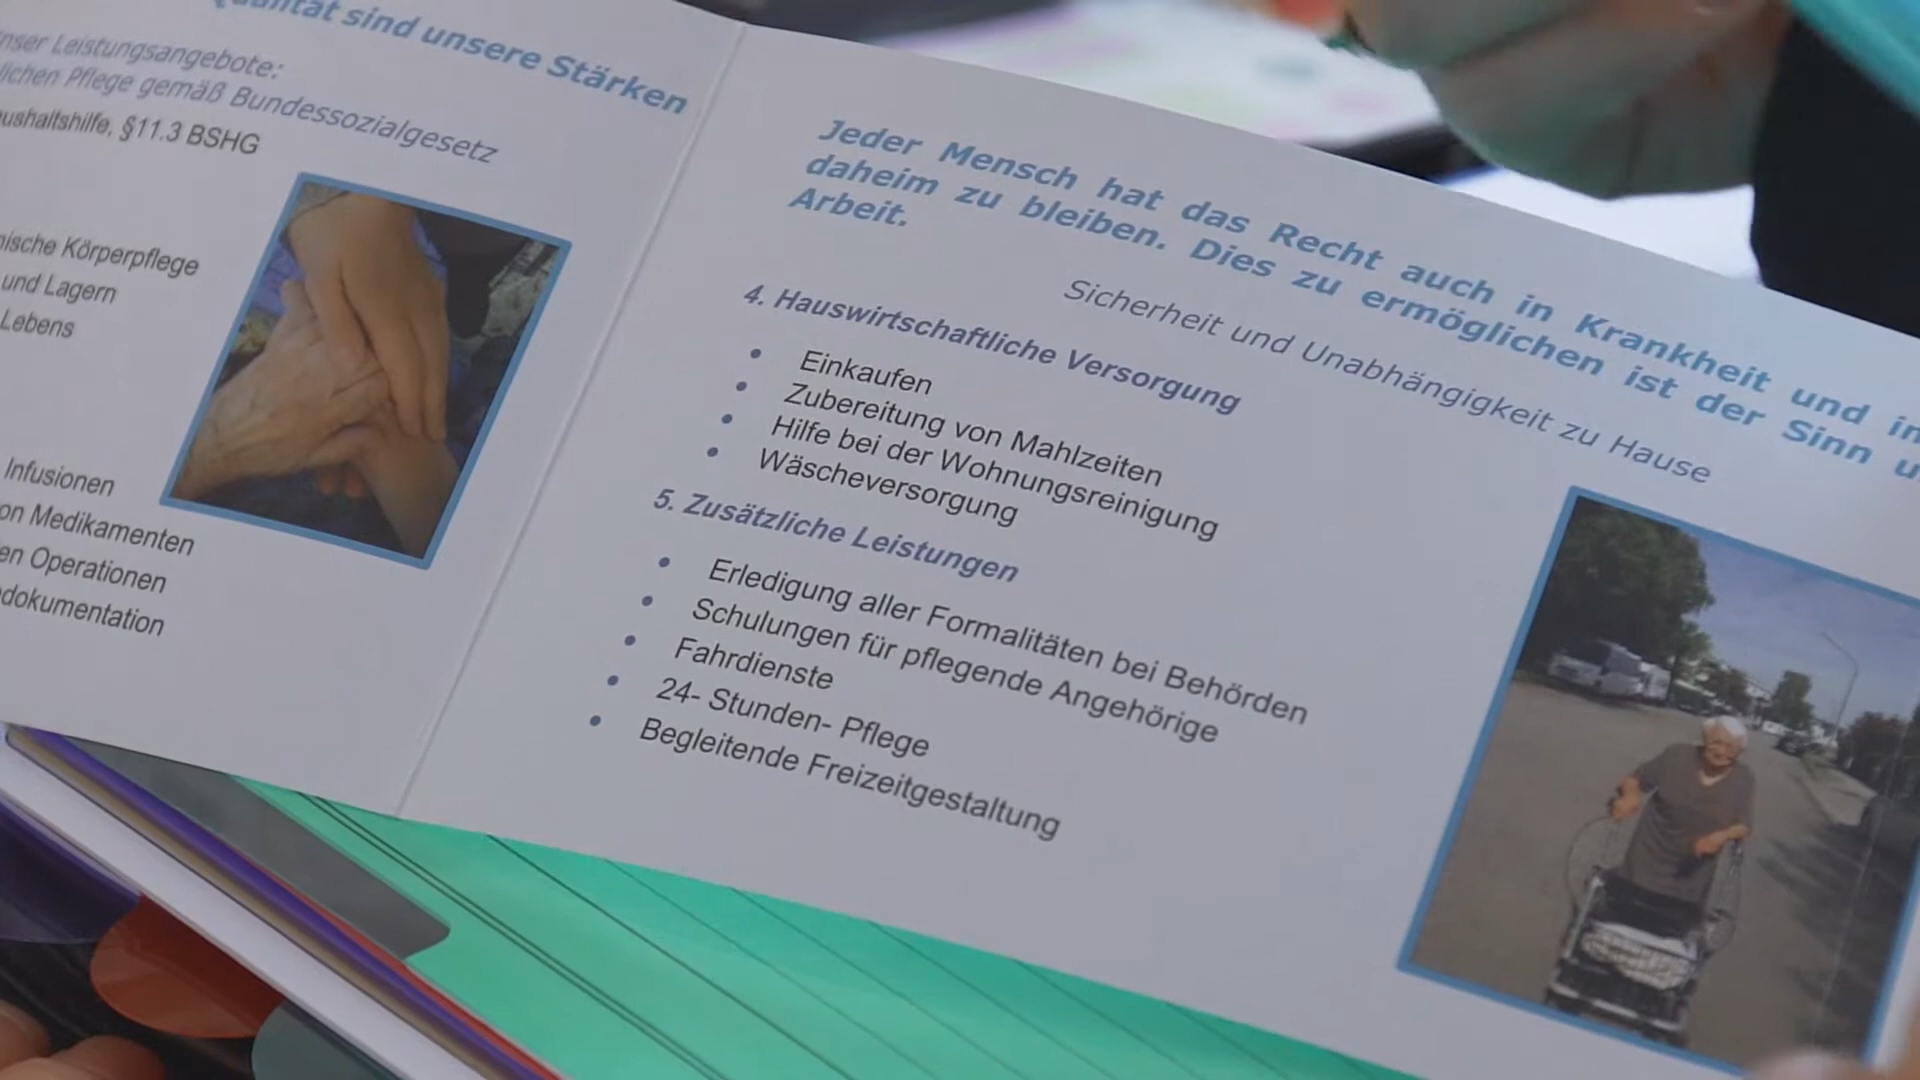 Qualität sind unsere Stärken
unser Leistungsangebote:
lichen Pflege gemäß Bundessozialgesetz
aushaltshilfe, §11.3 BSHG
nische Körperpflege
und Lagern
Lebens
Infusionen
on Medikamenten
en Operationen
dokumentation
Jeder Mensch hat das Recht auch in Krankheit und in
daheim zu bleiben. Dies zu ermöglichen ist der Sinn u
Arbeit.
Sicherheit und Unabhängigkeit zu Hause
4. Hauswirtschaftliche Versorgung
• Einkaufen
• Zubereitung von Mahlzeiten
• Hilfe bei der Wohnungsreinigung
• Wäscheversorgung
5. Zusätzliche Leistungen
• Erledigung aller Formalitäten bei Behörden
• Schulungen für pflegende Angehörige
• Fahrdienste
• 24- Stunden- Pflege
• Begleitende Freizeitgestaltung